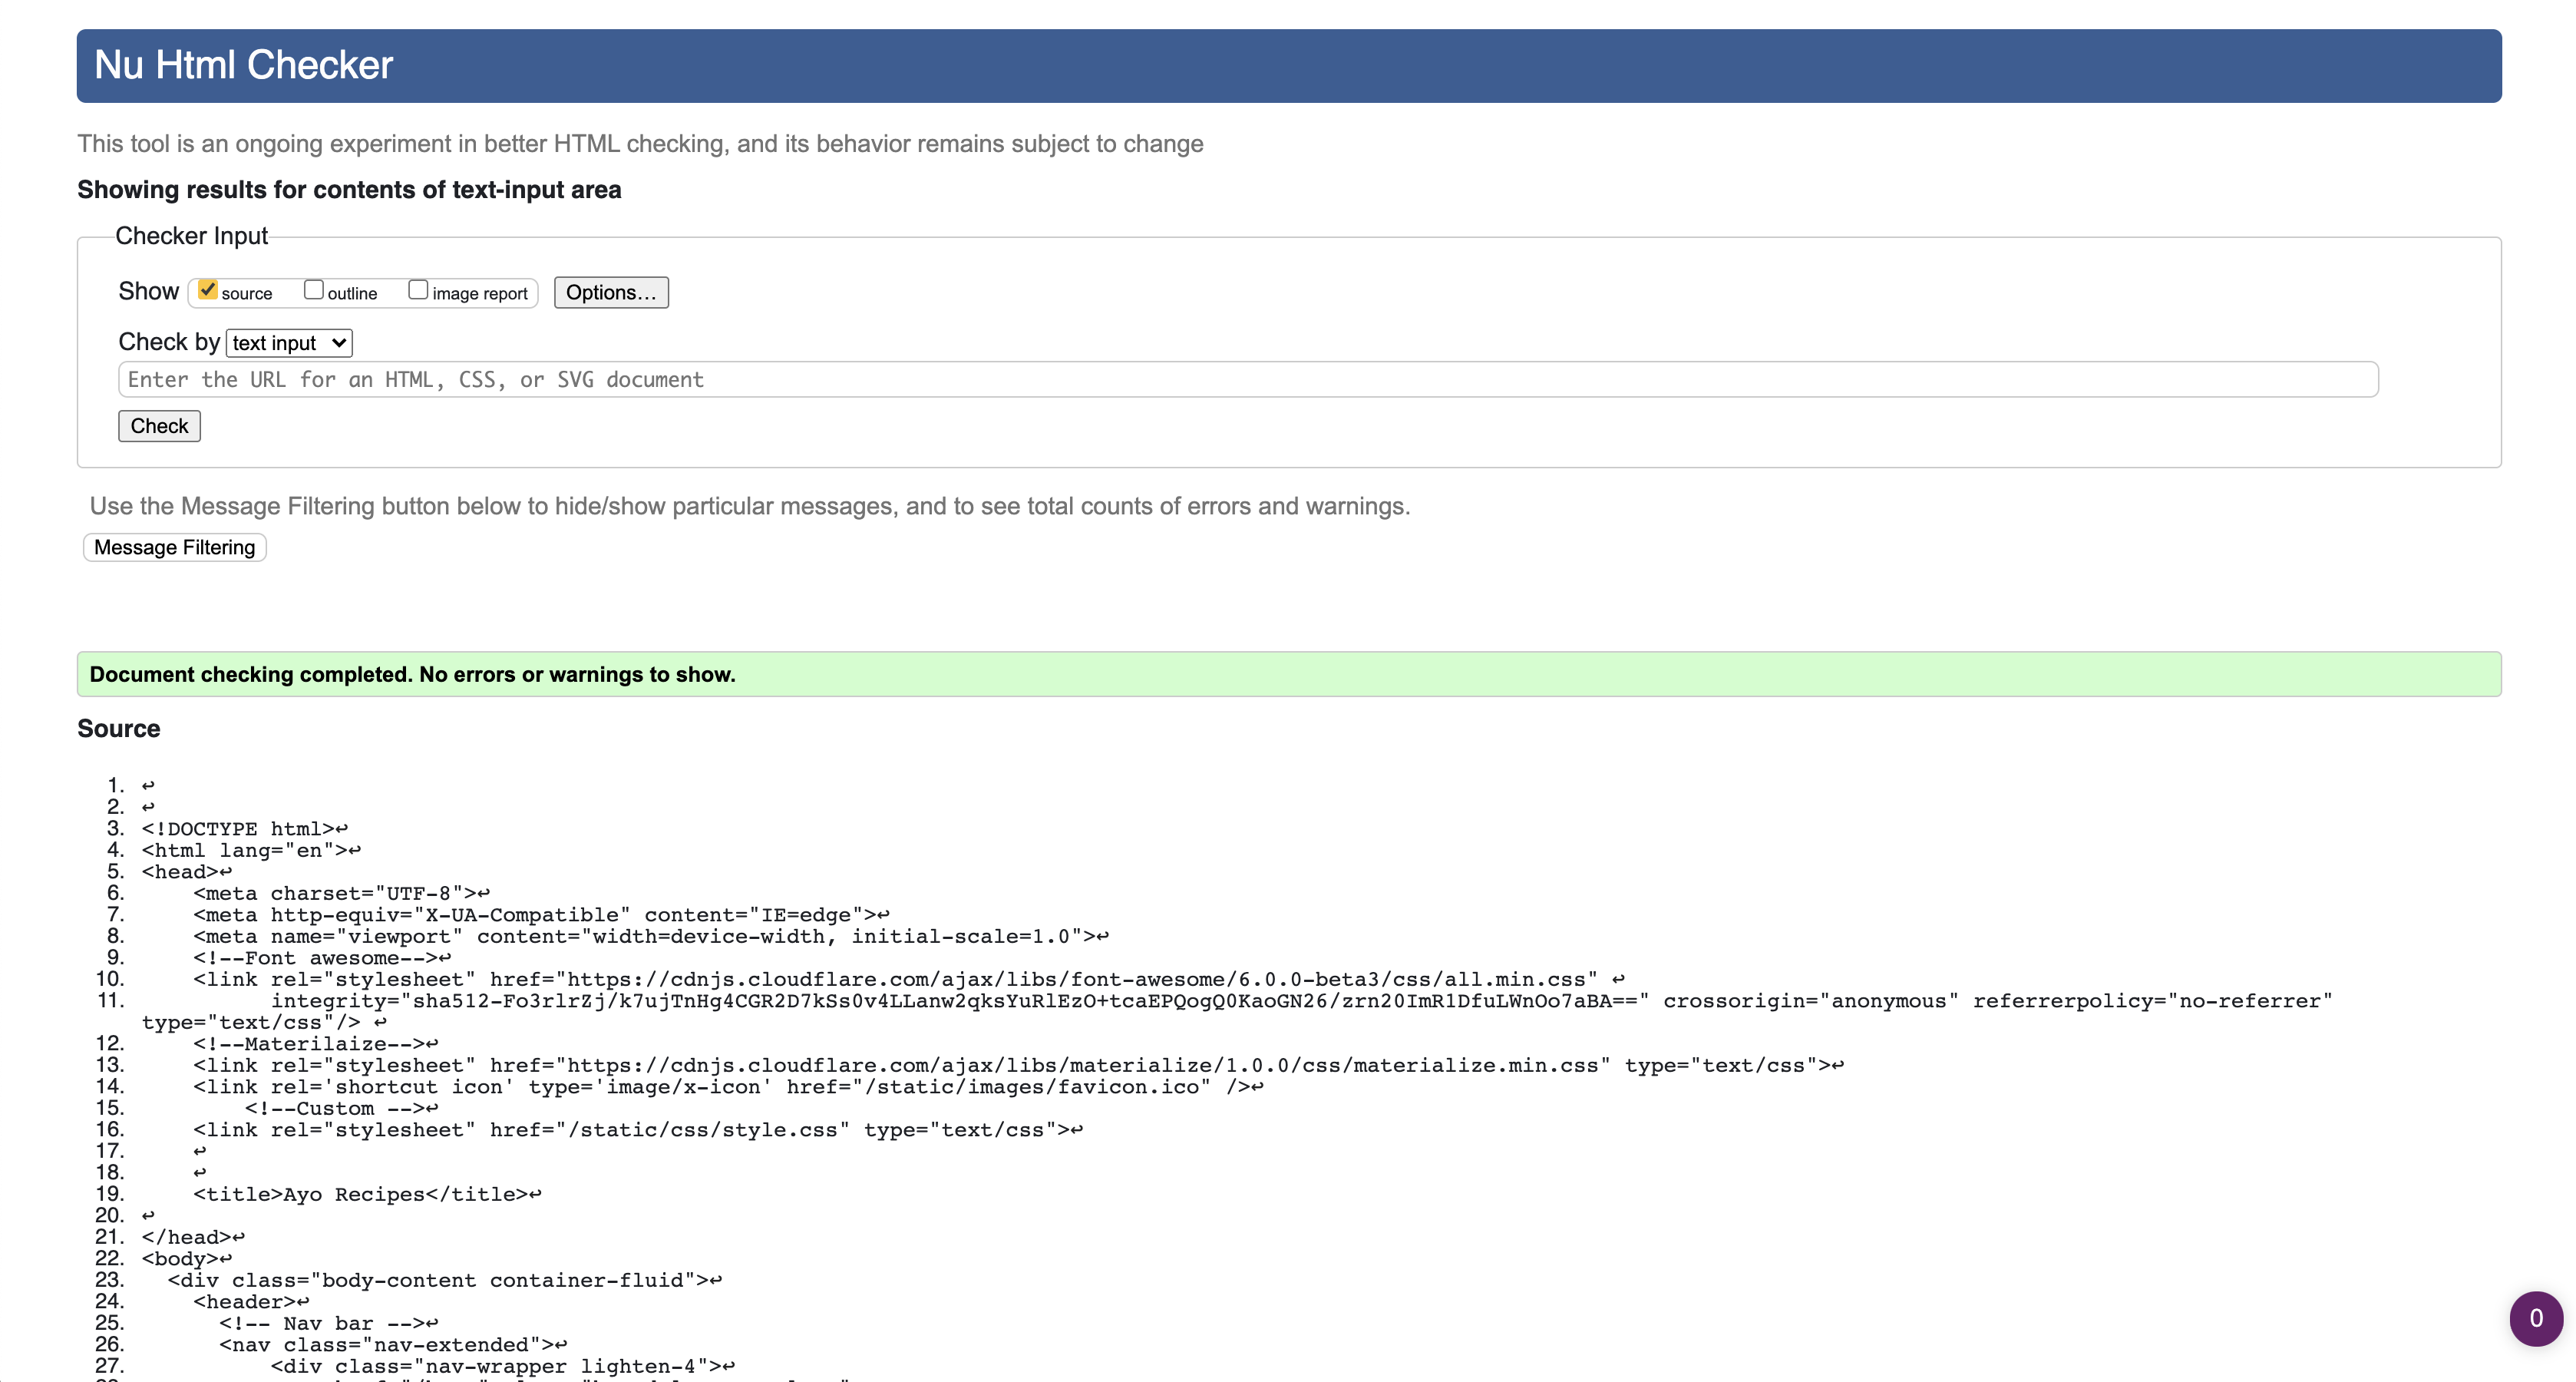 Nu Html Checker
This tool is an ongoing experiment in better HTML checking, and its behavior remains subject to change
Showing results for contents of text-input area
Checker Input
Show source outline image report Options...
Check by text input
Enter the URL for an HTML, CSS, or SVG document
Check
Use the Message Filtering button below to hide/show particular messages, and to see total counts of errors and warnings.
Message Filtering
Document checking completed. No errors or warnings to show.
Source
1. ↩
2. ↩
3. <!DOCTYPE html>↩
4. <html lang="en">↩
5. <head>↩
6. <meta charset="UTF-8">↩
7. <meta http-equiv="X-UA-Compatible" content="IE=edge">↩
8. <meta name="viewport" content="width=device-width, initial-scale=1.0">↩
9. <!--Font awesome-->↩
10. <link rel="stylesheet" href="https://cdnjs.cloudflare.com/ajax/libs/font-awesome/6.0.0-beta3/css/all.min.css" ↩
11. integrity="sha512-Fo3rlrZj/k7ujTnHg4CGR2D7kSs0v4LLanw2qksYuRlEzO+tcaEPQogQ0KaoGN26/zrn20ImR1DfuLWnOo7aBA==" crossorigin="anonymous" referrerpolicy="no-referrer"
type="text/css"/> ↩
12. <!--Materilaize-->↩
13. <link rel="stylesheet" href="https://cdnjs.cloudflare.com/ajax/libs/materialize/1.0.0/css/materialize.min.css" type="text/css">↩
14. <link rel='shortcut icon' type='image/x-icon' href="/static/images/favicon.ico" />↩
15. <!--Custom -->↩
16. <link rel="stylesheet" href="/static/css/style.css" type="text/css">↩
17. ↩
18. ↩
19. <title>Ayo Recipes</title>↩
20. ↩
21. </head>↩
22. <body>↩
23. <div class="body-content container-fluid">↩
24. <header>↩
25. <!-- Nav bar -->↩
26. <nav class="nav-extended">↩
27. <div class="nav-wrapper lighten-4">↩
0